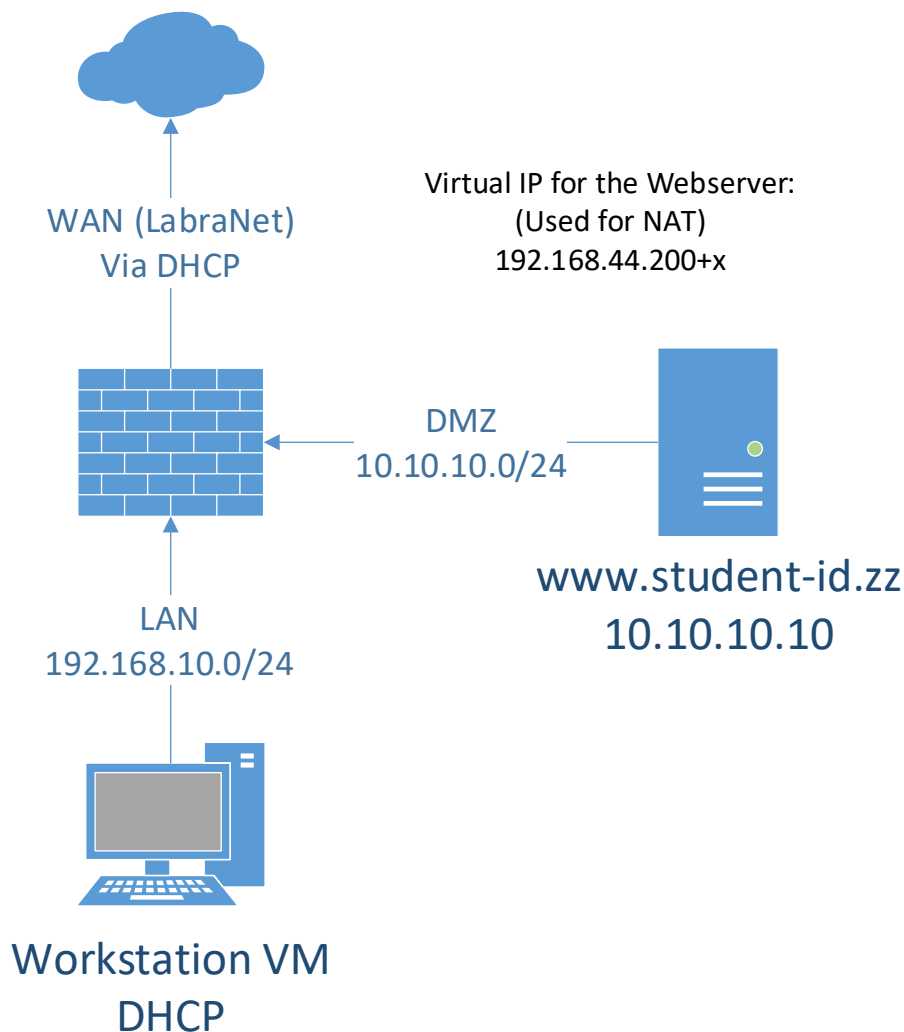 WAN (LabraNet)
Via DHCP
Virtual IP for the Webserver:
(Used for NAT)
192.168.44.200+x
DMZ
10.10.10.0/24
www.student-id.zz
10.10.10.10
LAN
192.168.10.0/24
Workstation VM
DHCP